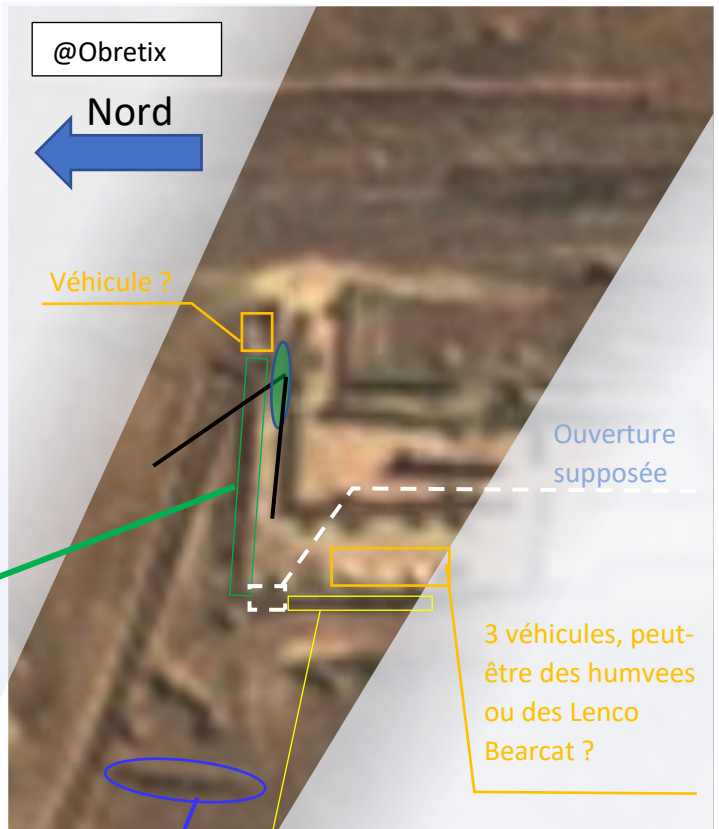 @Obretix
Nord
Véhicule ?
Ouverture
supposée
3 véhicules, peut-
être des humvees
ou des Lenco
Bearcat ?